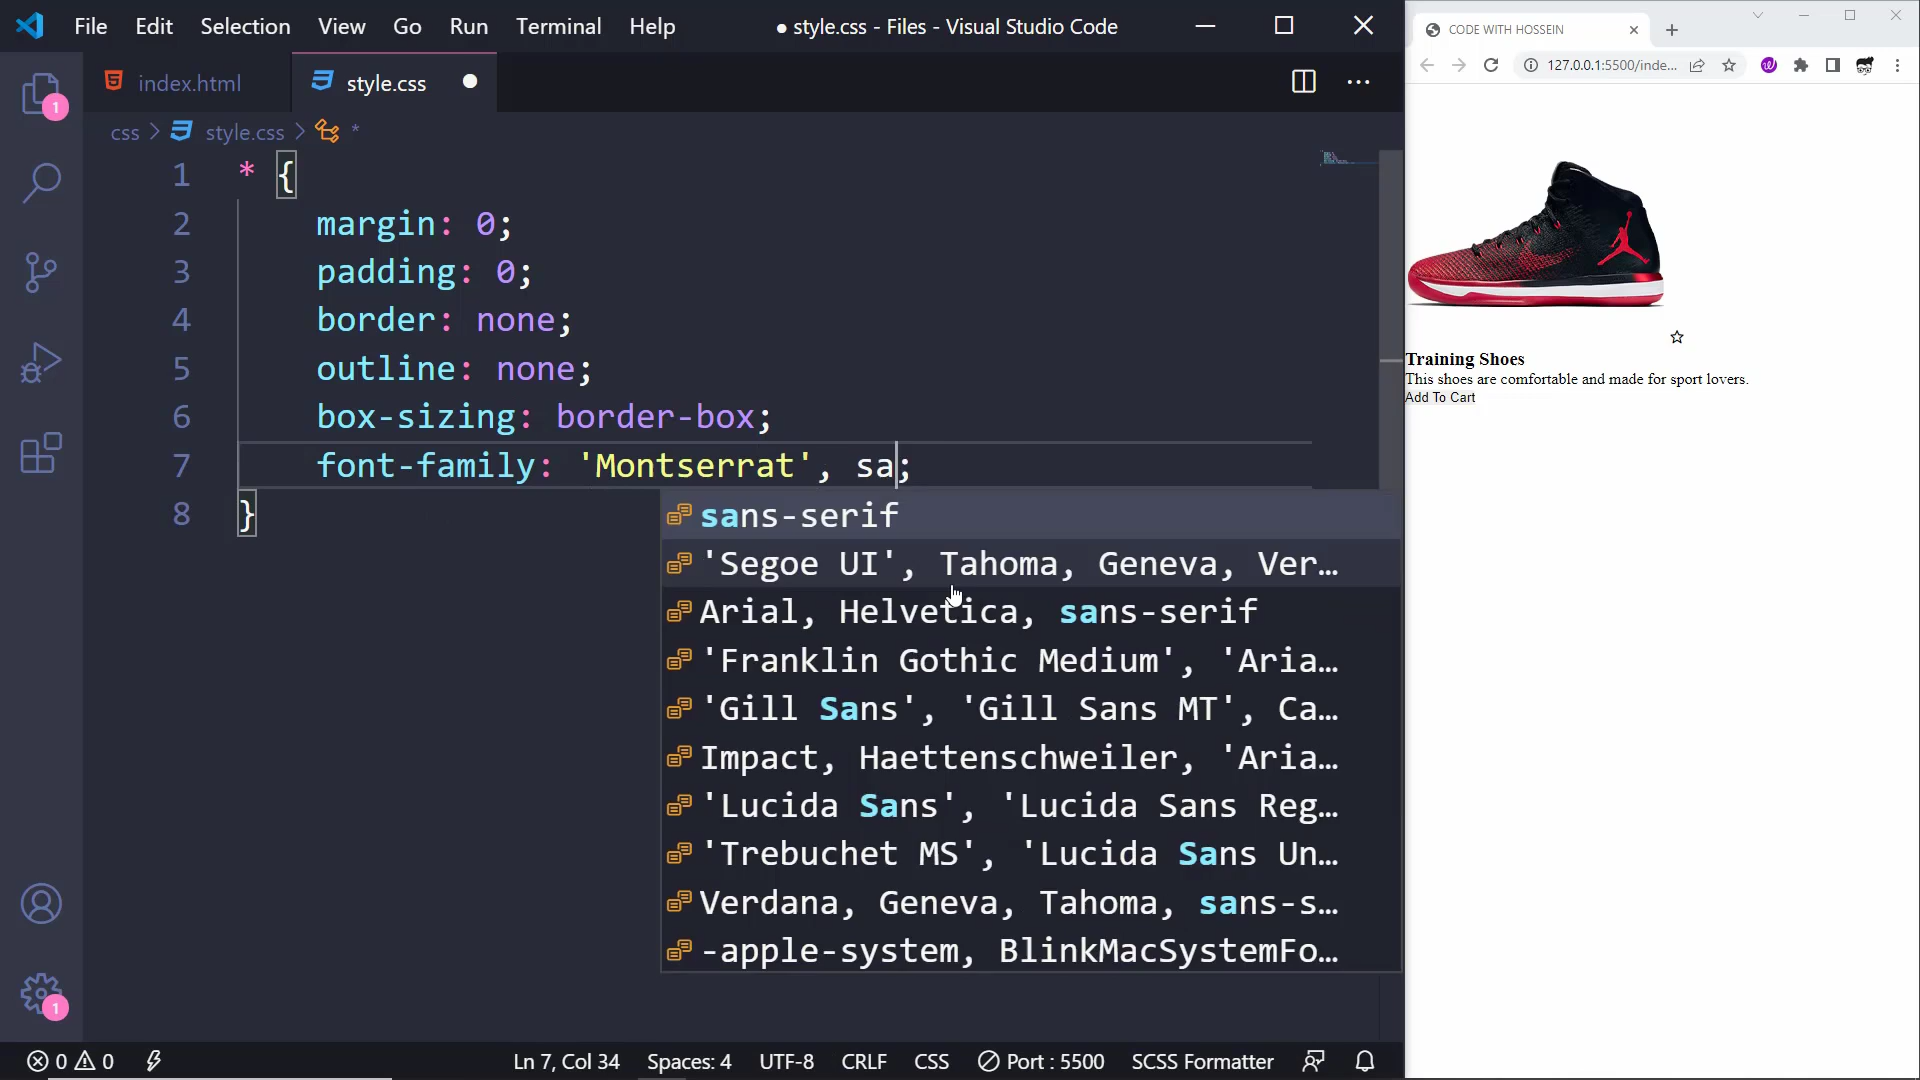 File Edit Selection View Go Run Terminal Help ● style.css - Files - Visual Studio Code
index.html style.css
css > style.css > *
1 * {
2 margin: 0;
3 padding: 0;
4 border: none;
5 outline: none;
6 box-sizing: border-box;
7 font-family: 'Montserrat', sa;
8 }
sans-serif
'Segoe UI', Tahoma, Geneva, Ver…
Arial, Helvetica, sans-serif
'Franklin Gothic Medium', 'Aria…
'Gill Sans', 'Gill Sans MT', Ca…
Impact, Haettenschweiler, 'Aria…
'Lucida Sans', 'Lucida Sans Reg…
'Trebuchet MS', 'Lucida Sans Un…
Verdana, Geneva, Tahoma, sans-s…
-apple-system, BlinkMacSystemFo…
1
1
0 0 Ln 7, Col 34 Spaces: 4 UTF-8 CRLF CSS Port : 5500 SCSS Formatter
CODE WITH HOSSEIN
127.0.0.1:5500/inde...
Training Shoes
This shoes are comfortable and made for sport lovers.
Add To Cart